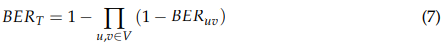 BER_T = 1 − ∏_{u,v∈V} (1 − BER_{uv}) (7)